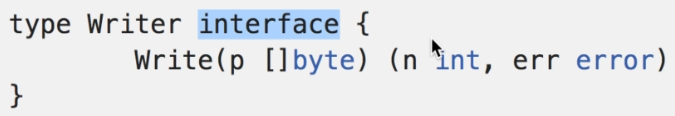 type Writer interface {
        Write(p []byte) (n int, err error)
}